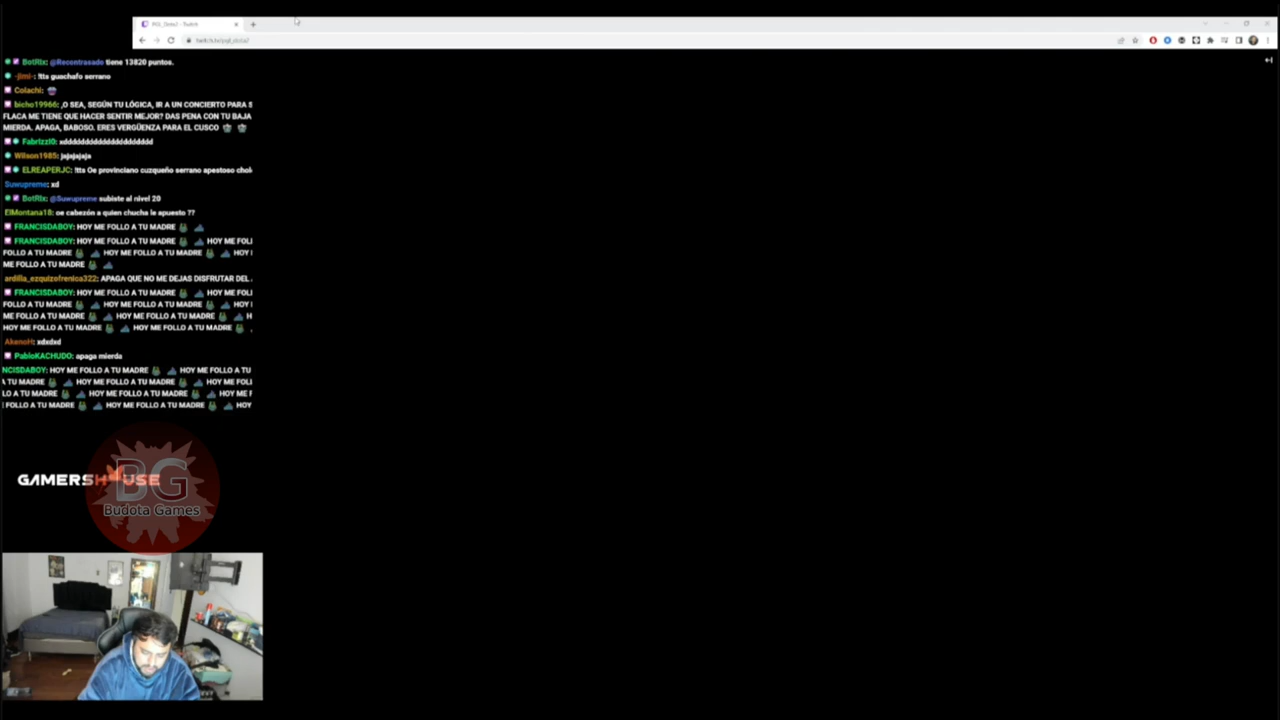 PGL_Dota2 - Twitch
twitch.tv/pgl_dota2
BotRix: @Recontrasado tiene 13820 puntos.
-jimi-: !tts guachafo serrano
Colachi:
bicho19966: ,O SEA, SEGÚN TU LÓGICA, IR A UN CONCIERTO PARA S
FLACA ME TIENE QUE HACER SENTIR MEJOR? DAS PENA CON TU BAJA
MIERDA. APAGA, BABOSO. ERES VERGÜENZA PARA EL CUSCO
FabrizzI0: xddddddddddddddddddddd
Wilson1985: jajajajaja
ELREAPERJC: !tts Oe provinciano cuzqueño serrano apestoso chol
Suwupreme: xd
BotRix: @Suwupreme subiste al nivel 20
ElMontana18: oe cabezón a quien chucha le apuesto ??
FRANCISDABOY: HOY ME FOLLO A TU MADRE
FRANCISDABOY: HOY ME FOLLO A TU MADRE HOY ME FOLL
FOLLO A TU MADRE HOY ME FOLLO A TU MADRE HOY
ME FOLLO A TU MADRE
ardilla_ezquizofrenica322: APAGA QUE NO ME DEJAS DISFRUTAR DEL
FRANCISDABOY: HOY ME FOLLO A TU MADRE HOY ME FOLL
FOLLO A TU MADRE HOY ME FOLLO A TU MADRE HOY
ME FOLLO A TU MADRE HOY ME FOLLO A TU MADRE H
HOY ME FOLLO A TU MADRE HOY ME FOLLO A TU MADRE
AkenoH: xdxdxd
PabloKACHUDO: apaga mierda
NCISDABOY: HOY ME FOLLO A TU MADRE HOY ME FOLLO A TU
A TU MADRE HOY ME FOLLO A TU MADRE HOY ME FOLL
LO A TU MADRE HOY ME FOLLO A TU MADRE HOY ME F
FOLLO A TU MADRE HOY ME FOLLO A TU MADRE HOY
GAMERSHOUSE
BG
Budota Games